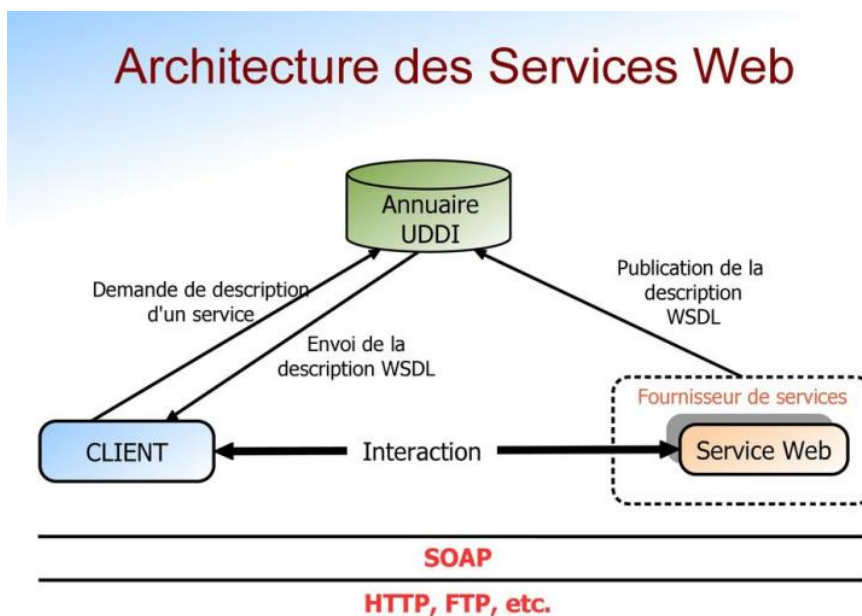 Architecture des Services Web
Annuaire
UDDI
Demande de description
d'un service
Envoi de la
description WSDL
Publication de la
description
WSDL
Fournisseur de services
CLIENT
Interaction
Service Web
SOAP
HTTP, FTP, etc.